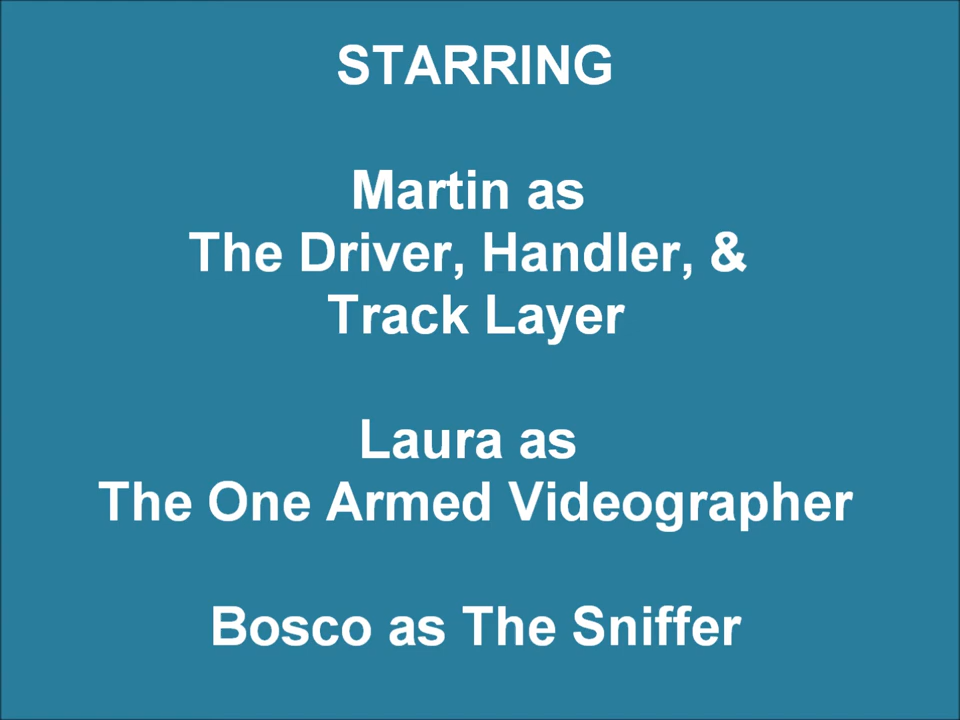 STARRING
Martin as
The Driver, Handler, &
Track Layer
Laura as
The One Armed Videographer
Bosco as The Sniffer